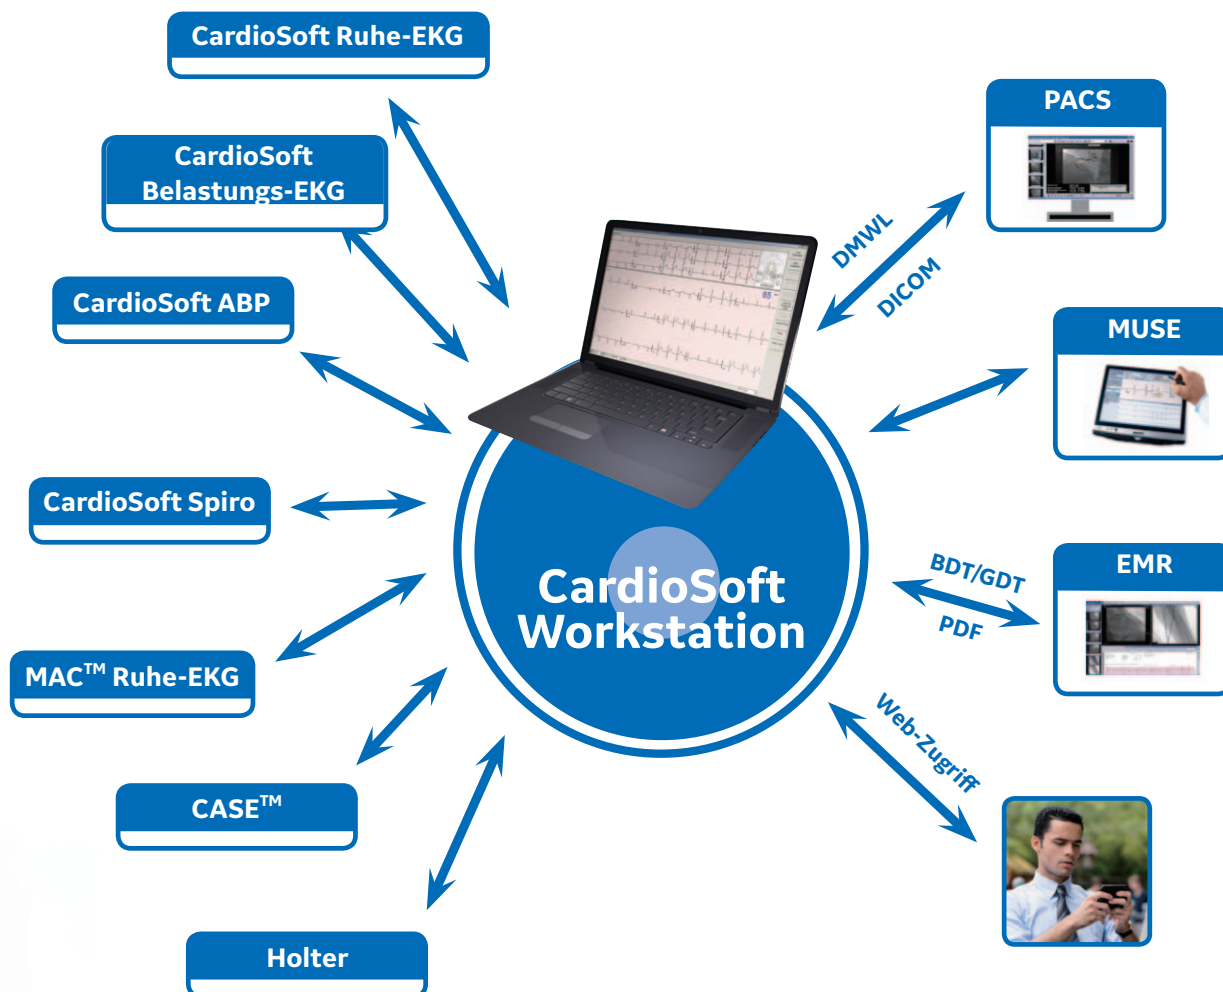 CardioSoft Ruhe-EKG
CardioSoft
Belastungs-EKG
CardioSoft ABP
CardioSoft Spiro
MAC™ Ruhe-EKG
CASE™
Holter
CardioSoft
Workstation
PACS
DMWL
DICOM
MUSE
EMR
BDT/GDT
PDF
Web-Zugriff